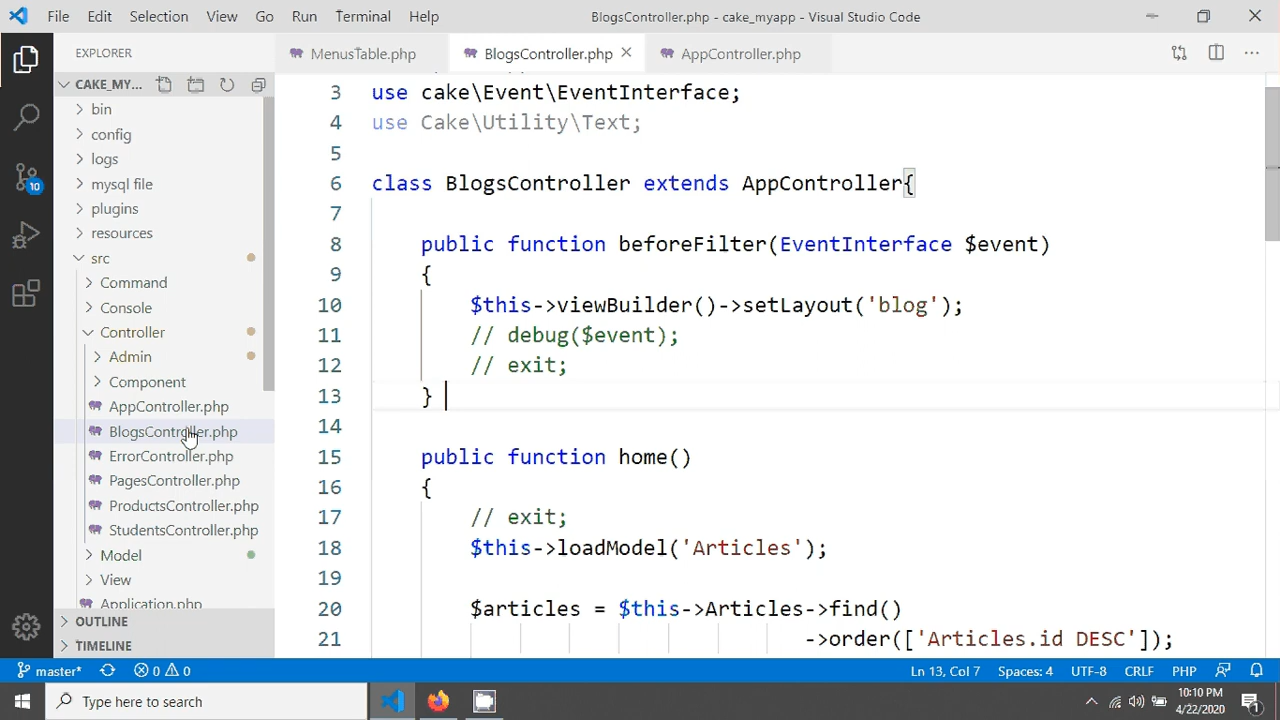 File Edit Selection View Go Run Terminal Help BlogsController.php - cake_myapp - Visual Studio Code
EXPLORER
CAKE_MY...
bin
config
logs
mysql file
plugins
resources
src
Command
Console
Controller
Admin
Component
AppController.php
BlogsController.php
ErrorController.php
PagesController.php
ProductsController.php
StudentsController.php
Model
View
Application.php
OUTLINE
TIMELINE
10
MenusTable.php BlogsController.php AppController.php
3 use cake\Event\EventInterface;
4 use Cake\Utility\Text;
5
6 class BlogsController extends AppController{
7
8 public function beforeFilter(EventInterface $event)
9 {
10 $this->viewBuilder()->setLayout('blog');
11 // debug($event);
12 // exit;
13 }
14
15 public function home()
16 {
17 // exit;
18 $this->loadModel('Articles');
19
20 $articles = $this->Articles->find()
21 ->order(['Articles.id DESC']);
master* 0 0 Ln 13, Col 7 Spaces: 4 UTF-8 CRLF PHP
Type here to search
10:10 PM
4/22/2020
1